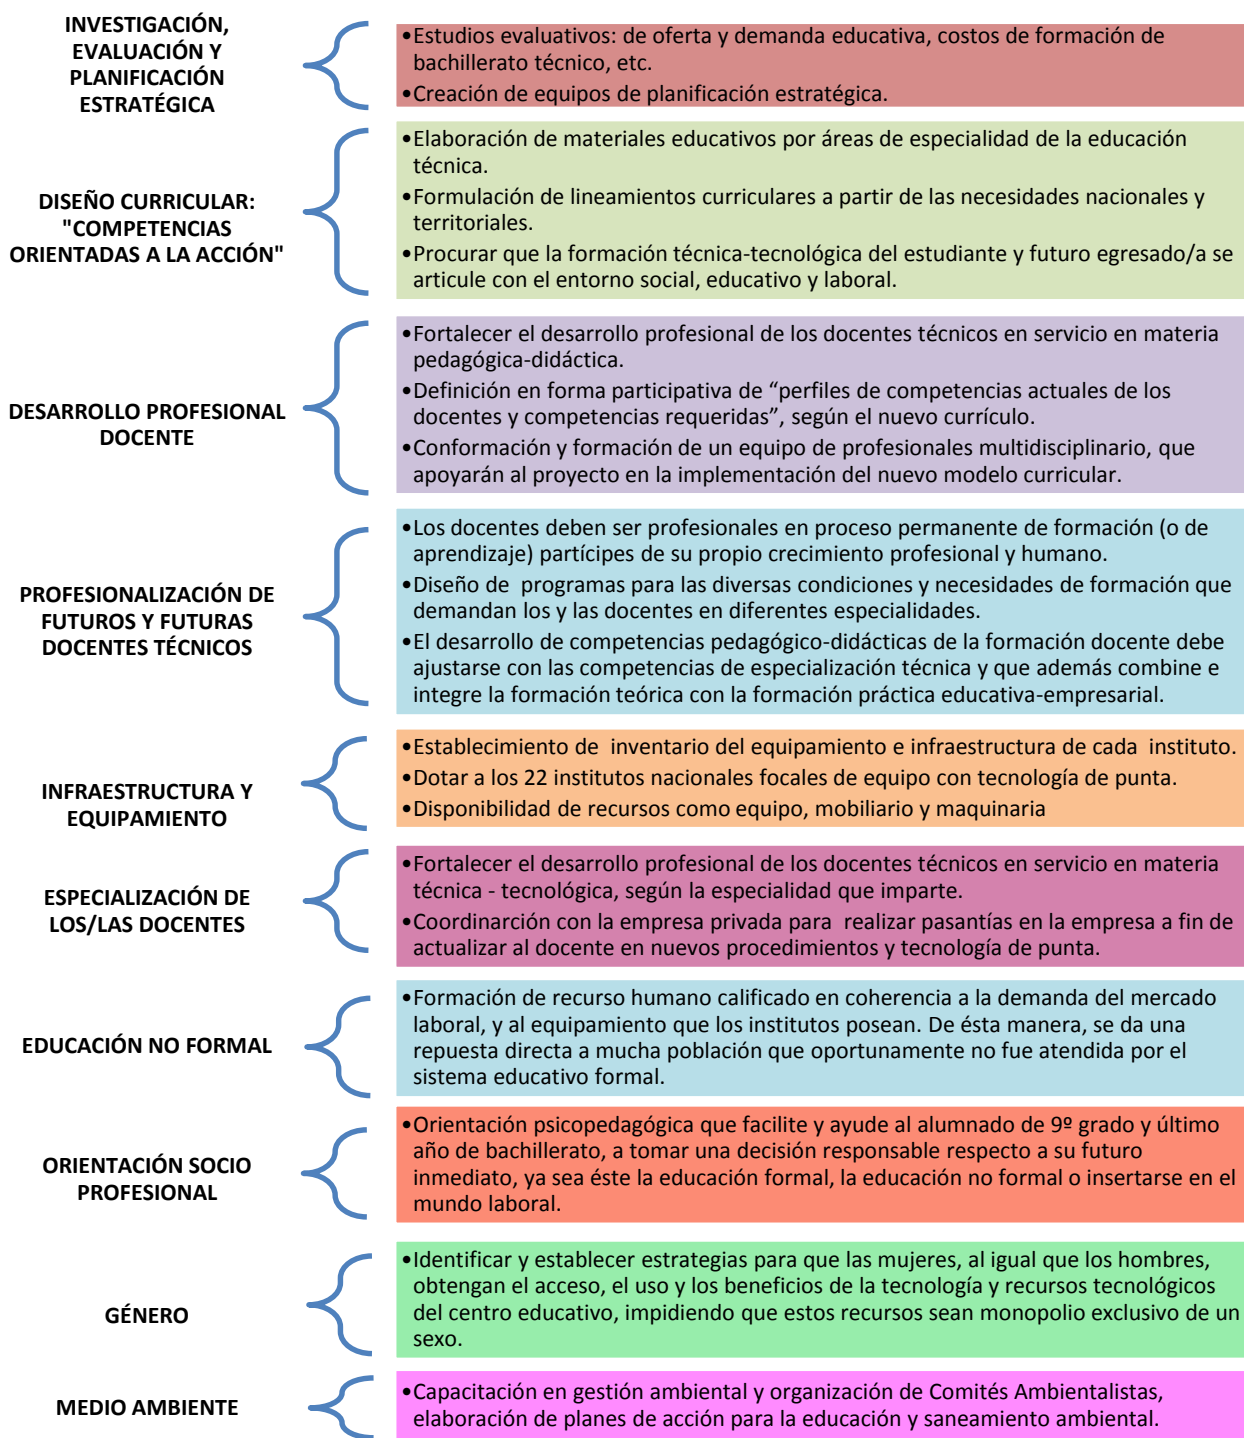 INVESTIGACIÓN,
EVALUACIÓN Y
PLANIFICACIÓN
ESTRATÉGICA
•Estudios evaluativos: de oferta y demanda educativa, costos de formación de
bachillerato técnico, etc.
•Creación de equipos de planificación estratégica.
DISEÑO CURRICULAR:
"COMPETENCIAS
ORIENTADAS A LA ACCIÓN"
•Elaboración de materiales educativos por áreas de especialidad de la educación
técnica.
•Formulación de lineamientos curriculares a partir de las necesidades nacionales y
territoriales.
•Procurar que la formación técnica-tecnológica del estudiante y futuro egresado/a se
articule con el entorno social, educativo y laboral.
DESARROLLO PROFESIONAL
DOCENTE
•Fortalecer el desarrollo profesional de los docentes técnicos en servicio en materia
pedagógica-didáctica.
•Definición en forma participativa de “perfiles de competencias actuales de los
docentes y competencias requeridas”, según el nuevo currículo.
•Conformación y formación de un equipo de profesionales multidisciplinario, que
apoyarán al proyecto en la implementación del nuevo modelo curricular.
PROFESIONALIZACIÓN DE
FUTUROS Y FUTURAS
DOCENTES TÉCNICOS
•Los docentes deben ser profesionales en proceso permanente de formación (o de
aprendizaje) partícipes de su propio crecimiento profesional y humano.
•Diseño de programas para las diversas condiciones y necesidades de formación que
demandan los y las docentes en diferentes especialidades.
•El desarrollo de competencias pedagógico-didácticas de la formación docente debe
ajustarse con las competencias de especialización técnica y que además combine e
integre la formación teórica con la formación práctica educativa-empresarial.
INFRAESTRUCTURA Y
EQUIPAMIENTO
•Establecimiento de inventario del equipamiento e infraestructura de cada instituto.
•Dotar a los 22 institutos nacionales focales de equipo con tecnología de punta.
•Disponibilidad de recursos como equipo, mobiliario y maquinaria
ESPECIALIZACIÓN DE
LOS/LAS DOCENTES
•Fortalecer el desarrollo profesional de los docentes técnicos en servicio en materia
técnica - tecnológica, según la especialidad que imparte.
•Coordinarción con la empresa privada para realizar pasantías en la empresa a fin de
actualizar al docente en nuevos procedimientos y tecnología de punta.
EDUCACIÓN NO FORMAL
•Formación de recurso humano calificado en coherencia a la demanda del mercado
laboral, y al equipamiento que los institutos posean. De ésta manera, se da una
repuesta directa a mucha población que oportunamente no fue atendida por el
sistema educativo formal.
ORIENTACIÓN SOCIO
PROFESIONAL
•Orientación psicopedagógica que facilite y ayude al alumnado de 9º grado y último
año de bachillerato, a tomar una decisión responsable respecto a su futuro
inmediato, ya sea éste la educación formal, la educación no formal o insertarse en el
mundo laboral.
GÉNERO
•Identificar y establecer estrategias para que las mujeres, al igual que los hombres,
obtengan el acceso, el uso y los beneficios de la tecnología y recursos tecnológicos
del centro educativo, impidiendo que estos recursos sean monopolio exclusivo de un
sexo.
MEDIO AMBIENTE
•Capacitación en gestión ambiental y organización de Comités Ambientalistas,
elaboración de planes de acción para la educación y saneamiento ambiental.